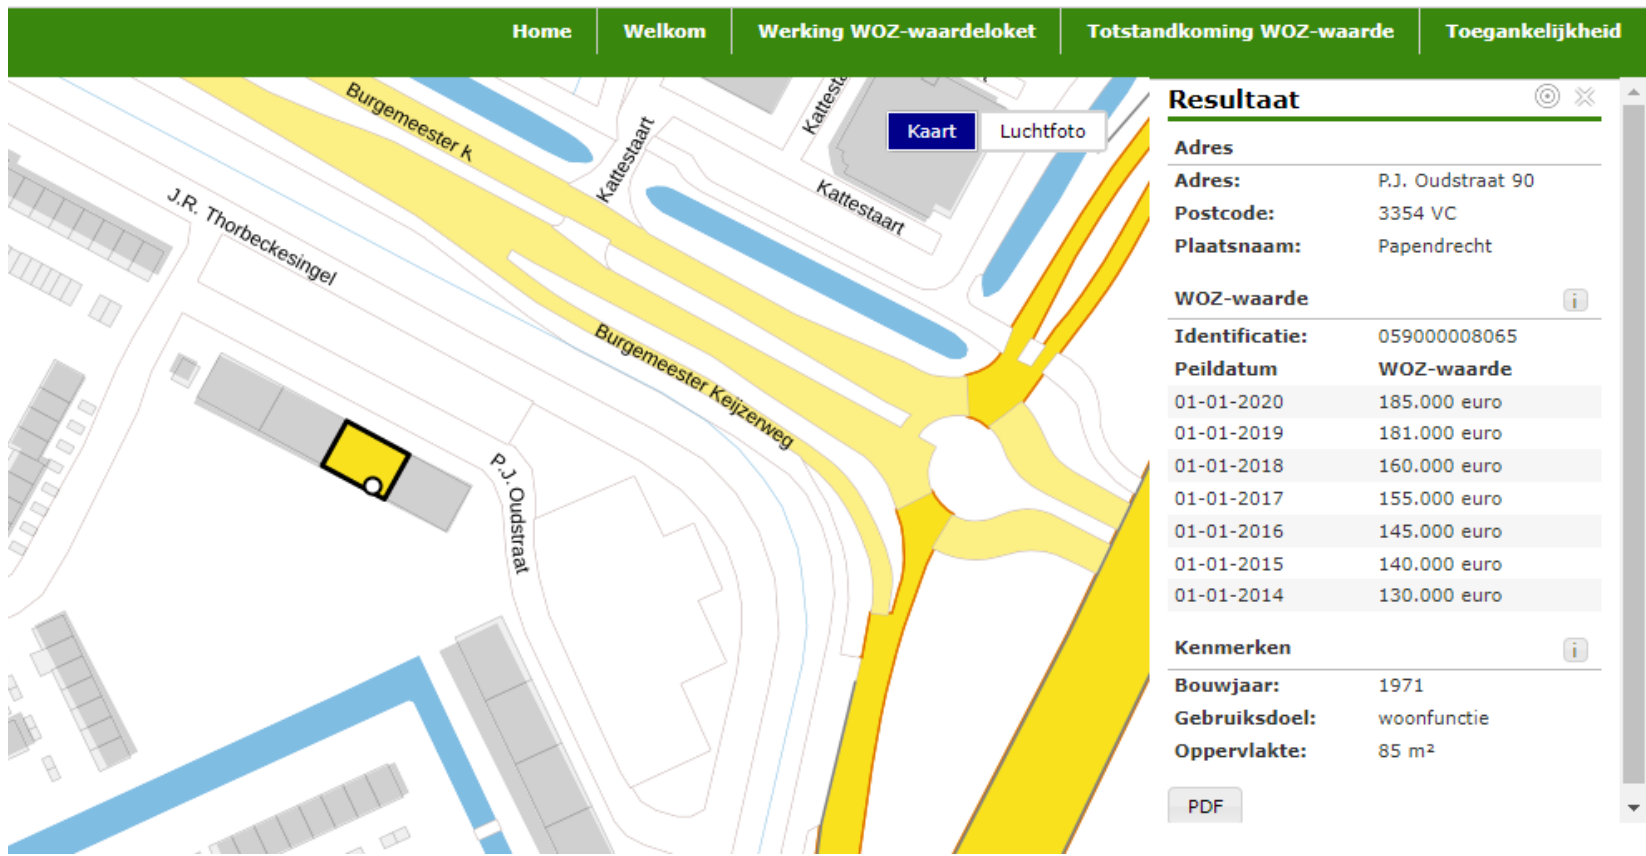 Home Welkom Werking WOZ-waardeloket Totstandkoming WOZ-waarde Toegankelijkheid
Burgemeester K
Kattestaart
Kattest
Kattestaart
J.R. Thorbeckesingel
Burgemeester Keijzerweg
P.J. Oudstraat
Kaart Luchtfoto
Resultaat
Adres
Adres: P.J. Oudstraat 90
Postcode: 3354 VC
Plaatsnaam: Papendrecht
WOZ-waarde i
Identificatie: 059000008065
Peildatum WOZ-waarde
01-01-2020 185.000 euro
01-01-2019 181.000 euro
01-01-2018 160.000 euro
01-01-2017 155.000 euro
01-01-2016 145.000 euro
01-01-2015 140.000 euro
01-01-2014 130.000 euro
Kenmerken i
Bouwjaar: 1971
Gebruiksdoel: woonfunctie
Oppervlakte: 85 m²
PDF